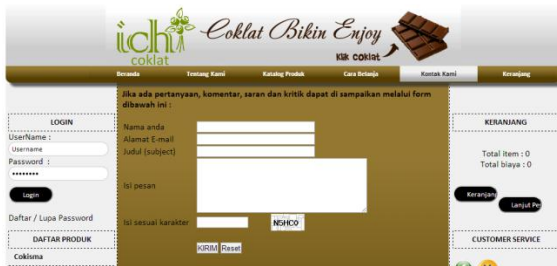 ichi coklat
Coklat Bikin Enjoy
Klik coklat
Beranda Tentang Kami Katalog Produk Cara Belanja Kontak Kami Keranjang
LOGIN
UserName :
Username
Password :
Login
Daftar / Lupa Password
DAFTAR PRODUK
Cokisma
Jika ada pertanyaan, komentar, saran dan kritik dapat di sampaikan melalui form
dibawah ini :
Nama anda
Alamat E-mail
Judul (subject)
Isi pesan
Isi sesuai karakter
N5HCO
KIRIM Reset
KERANJANG
Total item : 0
Total biaya : 0
Keranjang
Lanjut Pe
CUSTOMER SERVICE